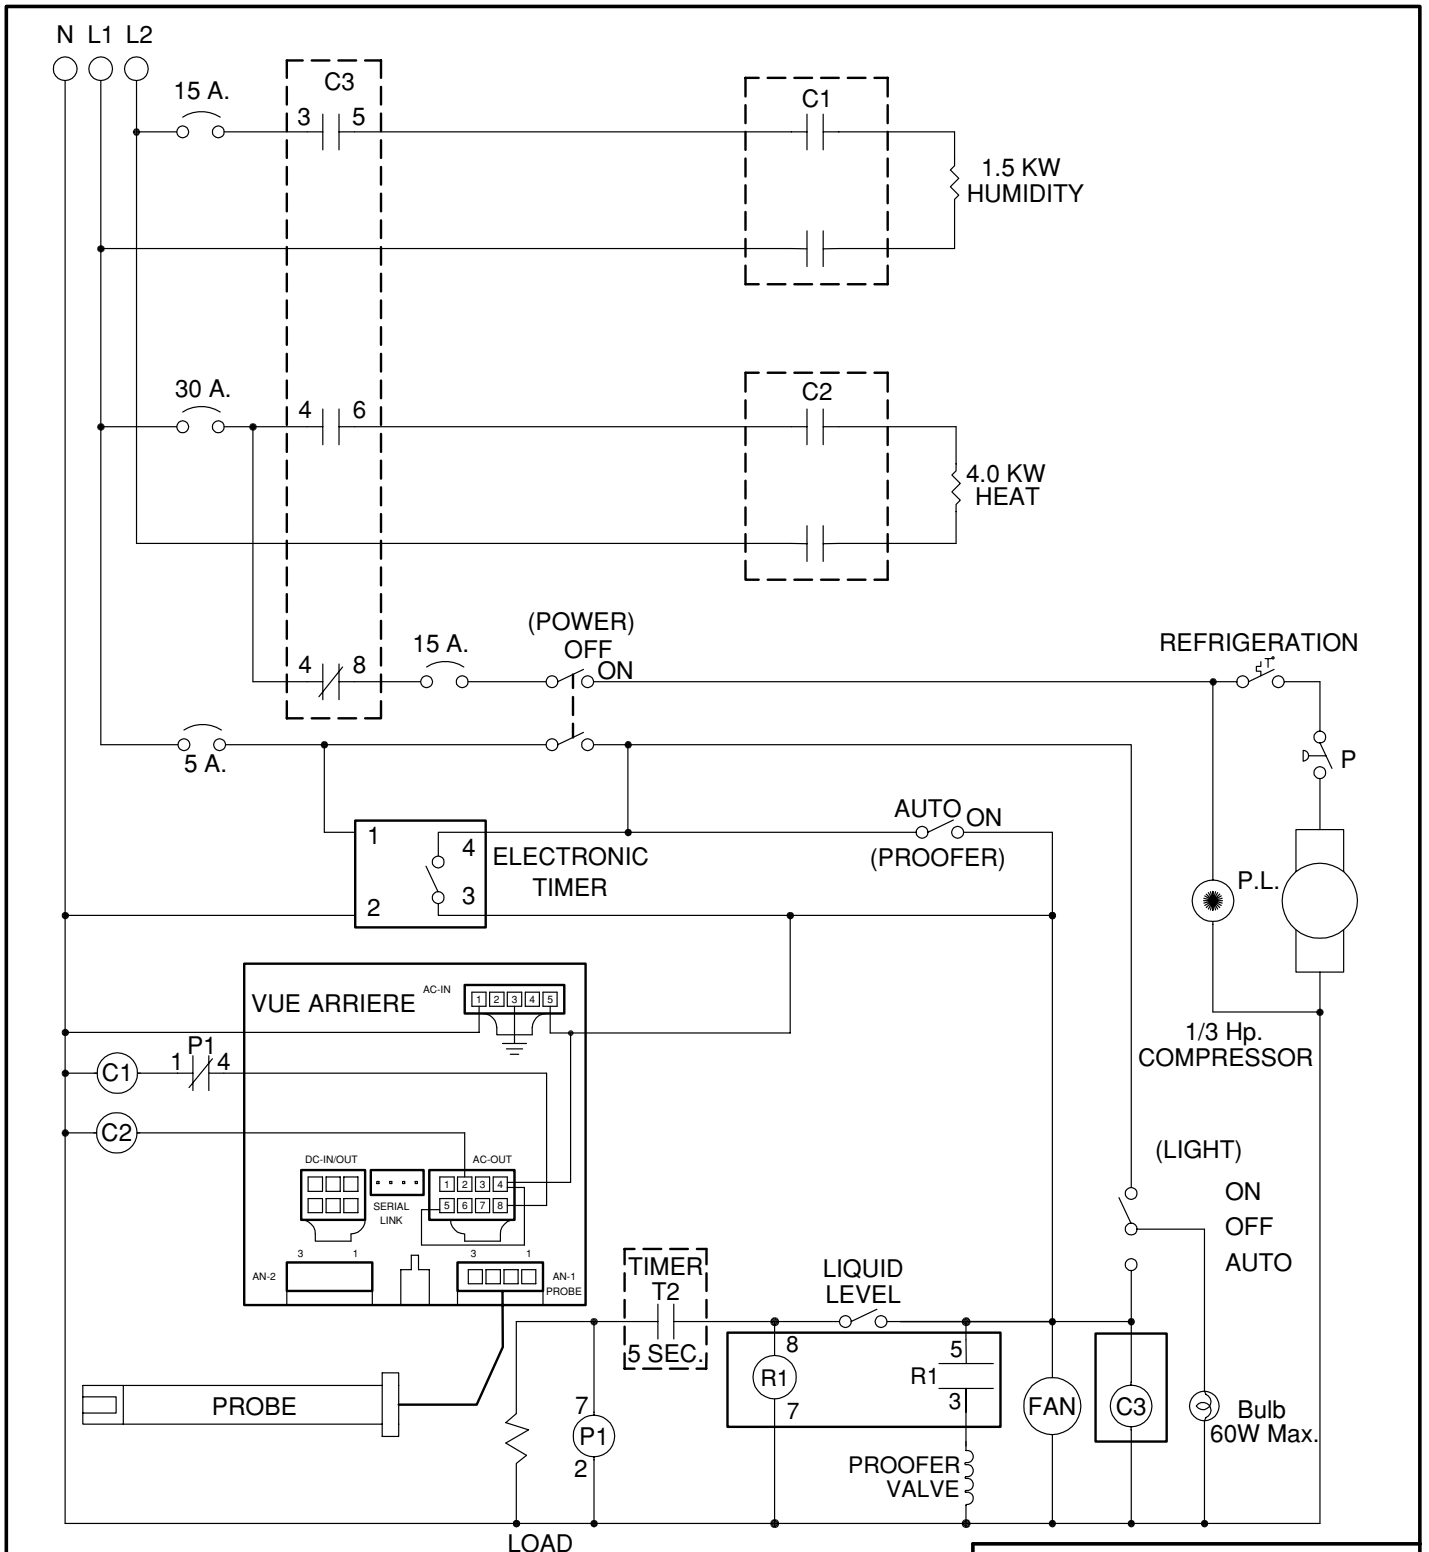 N L1 L2
15 A.
C3
3 5
C1
1.5 KW
HUMIDITY
30 A.
4 6
C2
4.0 KW
HEAT
(POWER)
OFF
ON
15 A.
4 8
REFRIGERATION
T°
5 A.
P
AUTO ON
(PROOFER)
1
4
ELECTRONIC
TIMER
2
3
P.L.
VUE ARRIERE
AC-IN
1 2 3 4 5
1/3 Hp.
COMPRESSOR
P1
C1
1 4
C2
DC-IN/OUT
AC-OUT
1 2 3 4
5 6 7 8
SERIAL
LINK
3 1
3 1
AN-2
AN-1
PROBE
(LIGHT)
ON
OFF
AUTO
TIMER
T2
5 SEC.
LIQUID
LEVEL
8
R1
7
5
R1
3
FAN
C3
Bulb
60W Max.
PROBE
7
P1
2
PROOFER
VALVE
LOAD